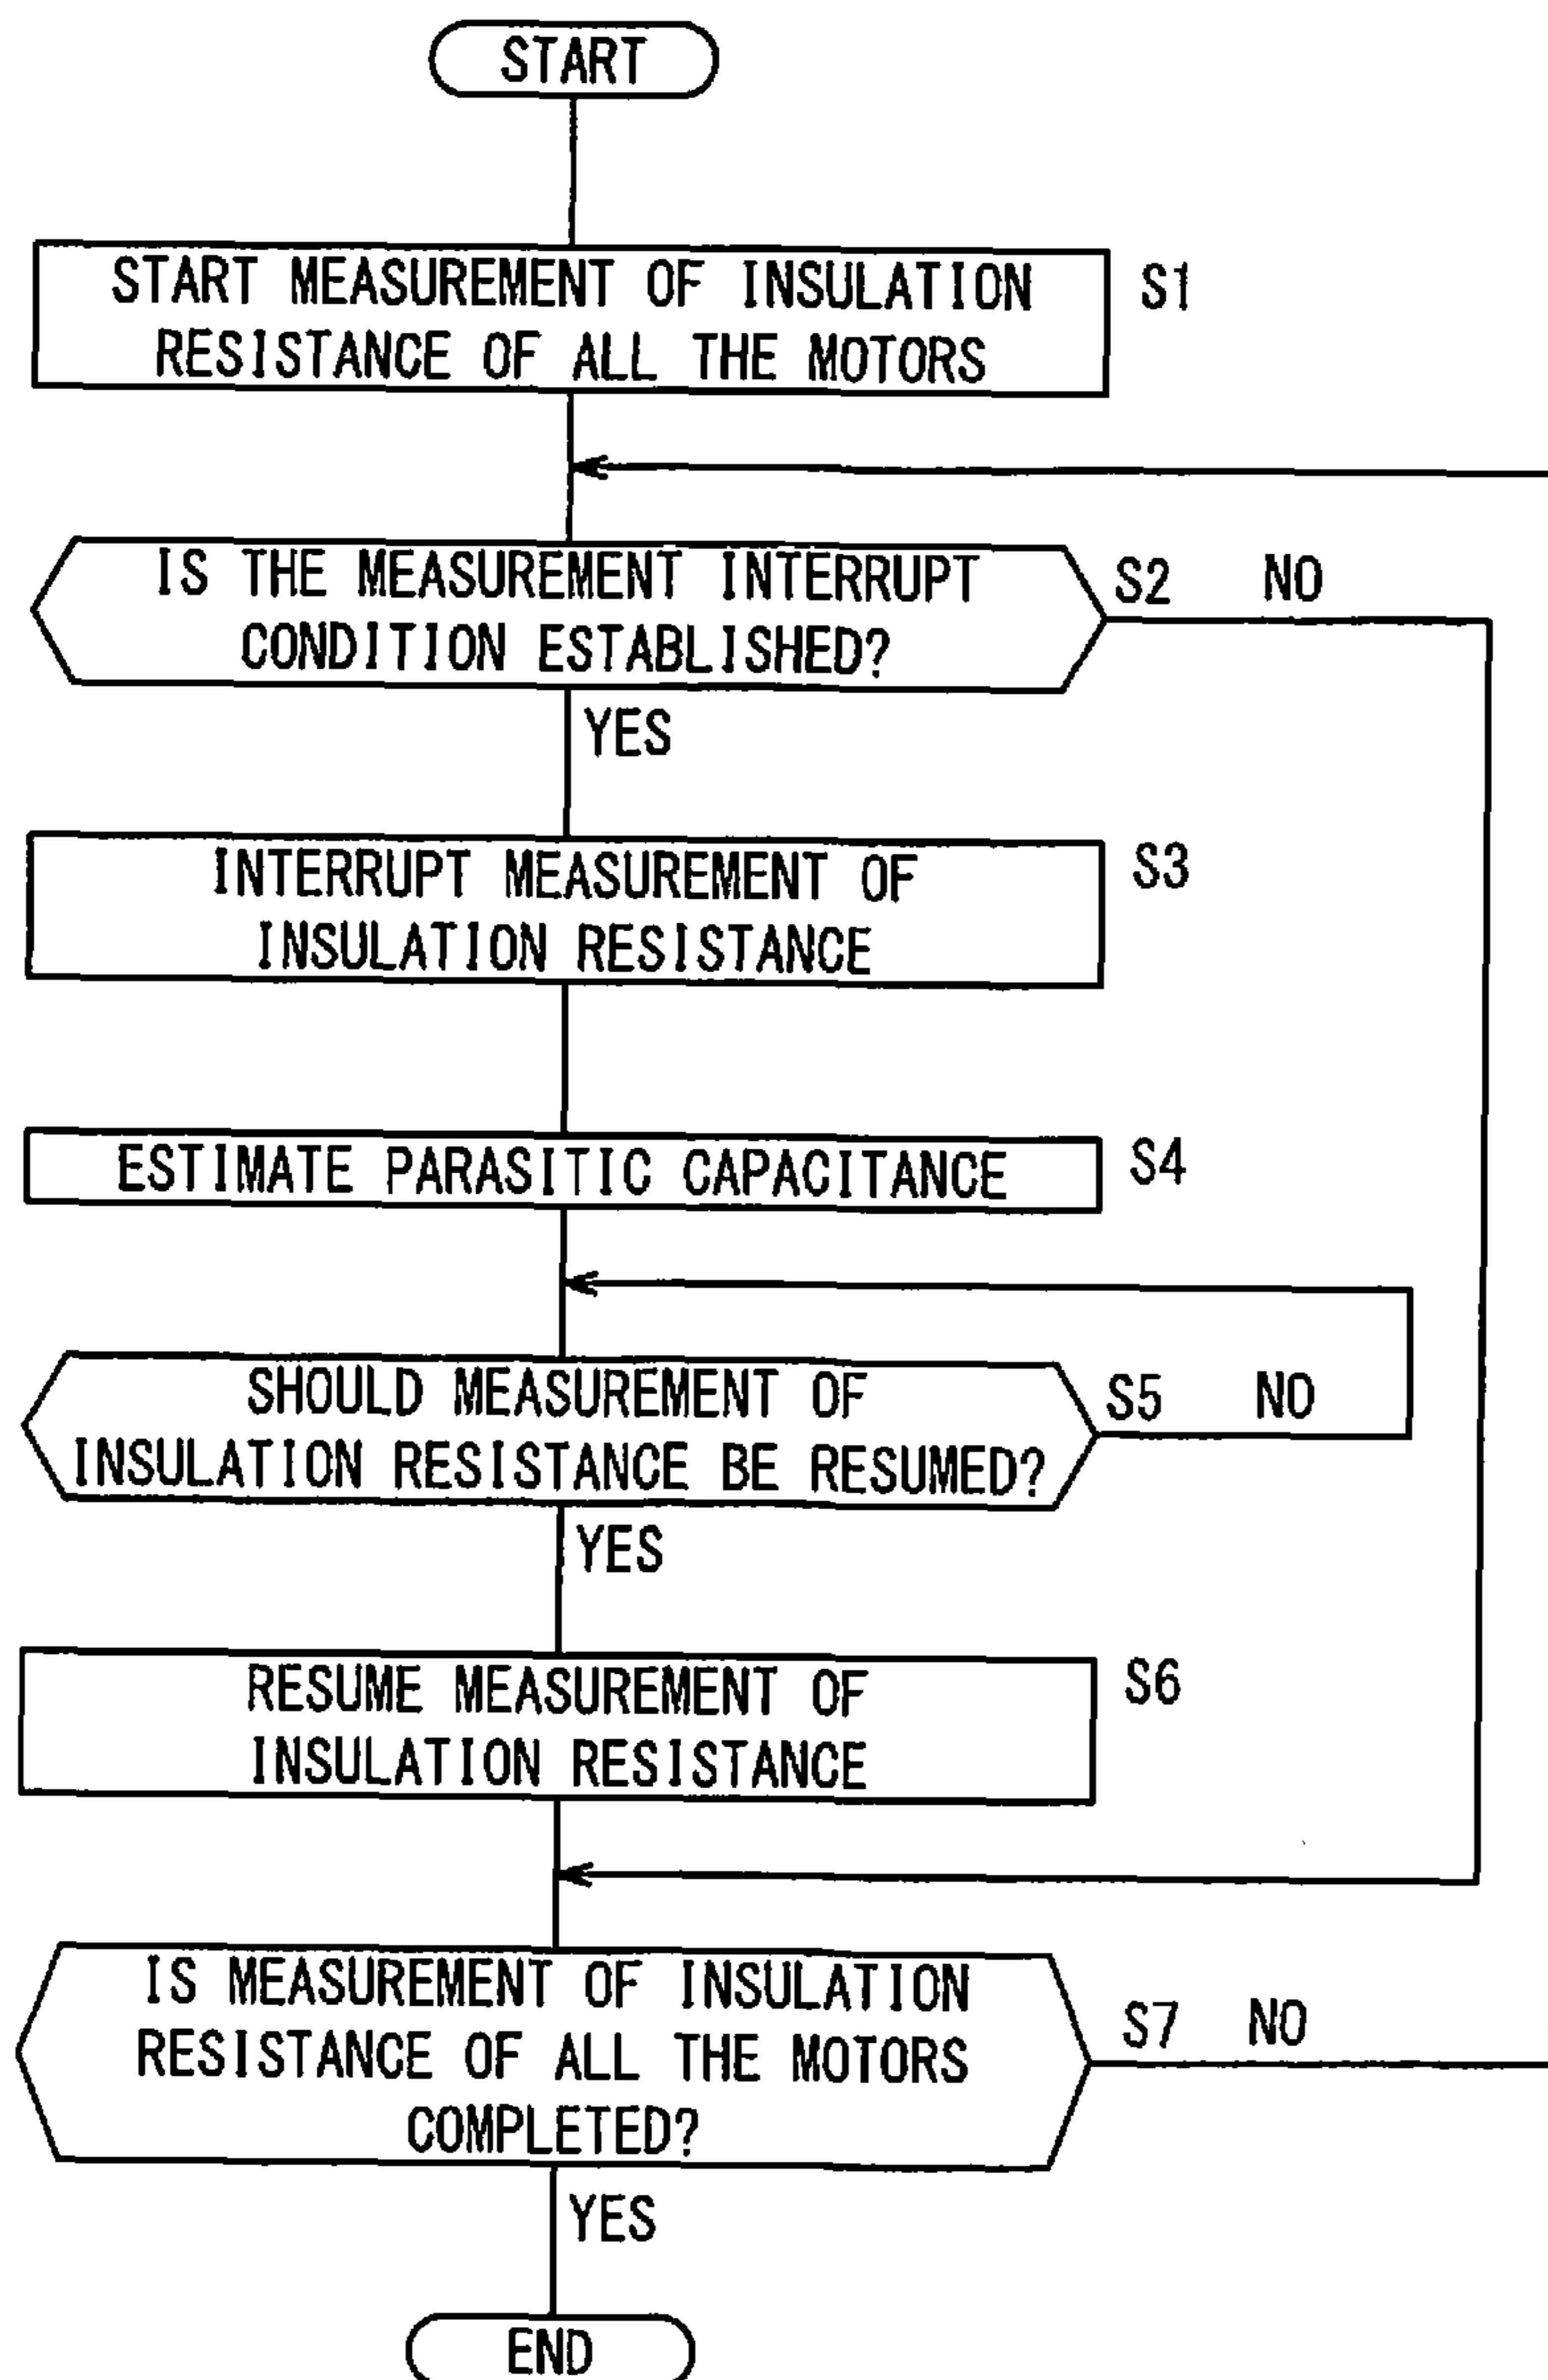 START
START MEASUREMENT OF INSULATION
RESISTANCE OF ALL THE MOTORS
S1
IS THE MEASUREMENT INTERRUPT
CONDITION ESTABLISHED?
S2 NO
YES
INTERRUPT MEASUREMENT OF
INSULATION RESISTANCE
S3
ESTIMATE PARASITIC CAPACITANCE
S4
SHOULD MEASUREMENT OF
INSULATION RESISTANCE BE RESUMED?
S5 NO
YES
RESUME MEASUREMENT OF
INSULATION RESISTANCE
S6
IS MEASUREMENT OF INSULATION
RESISTANCE OF ALL THE MOTORS
COMPLETED?
S7 NO
YES
END